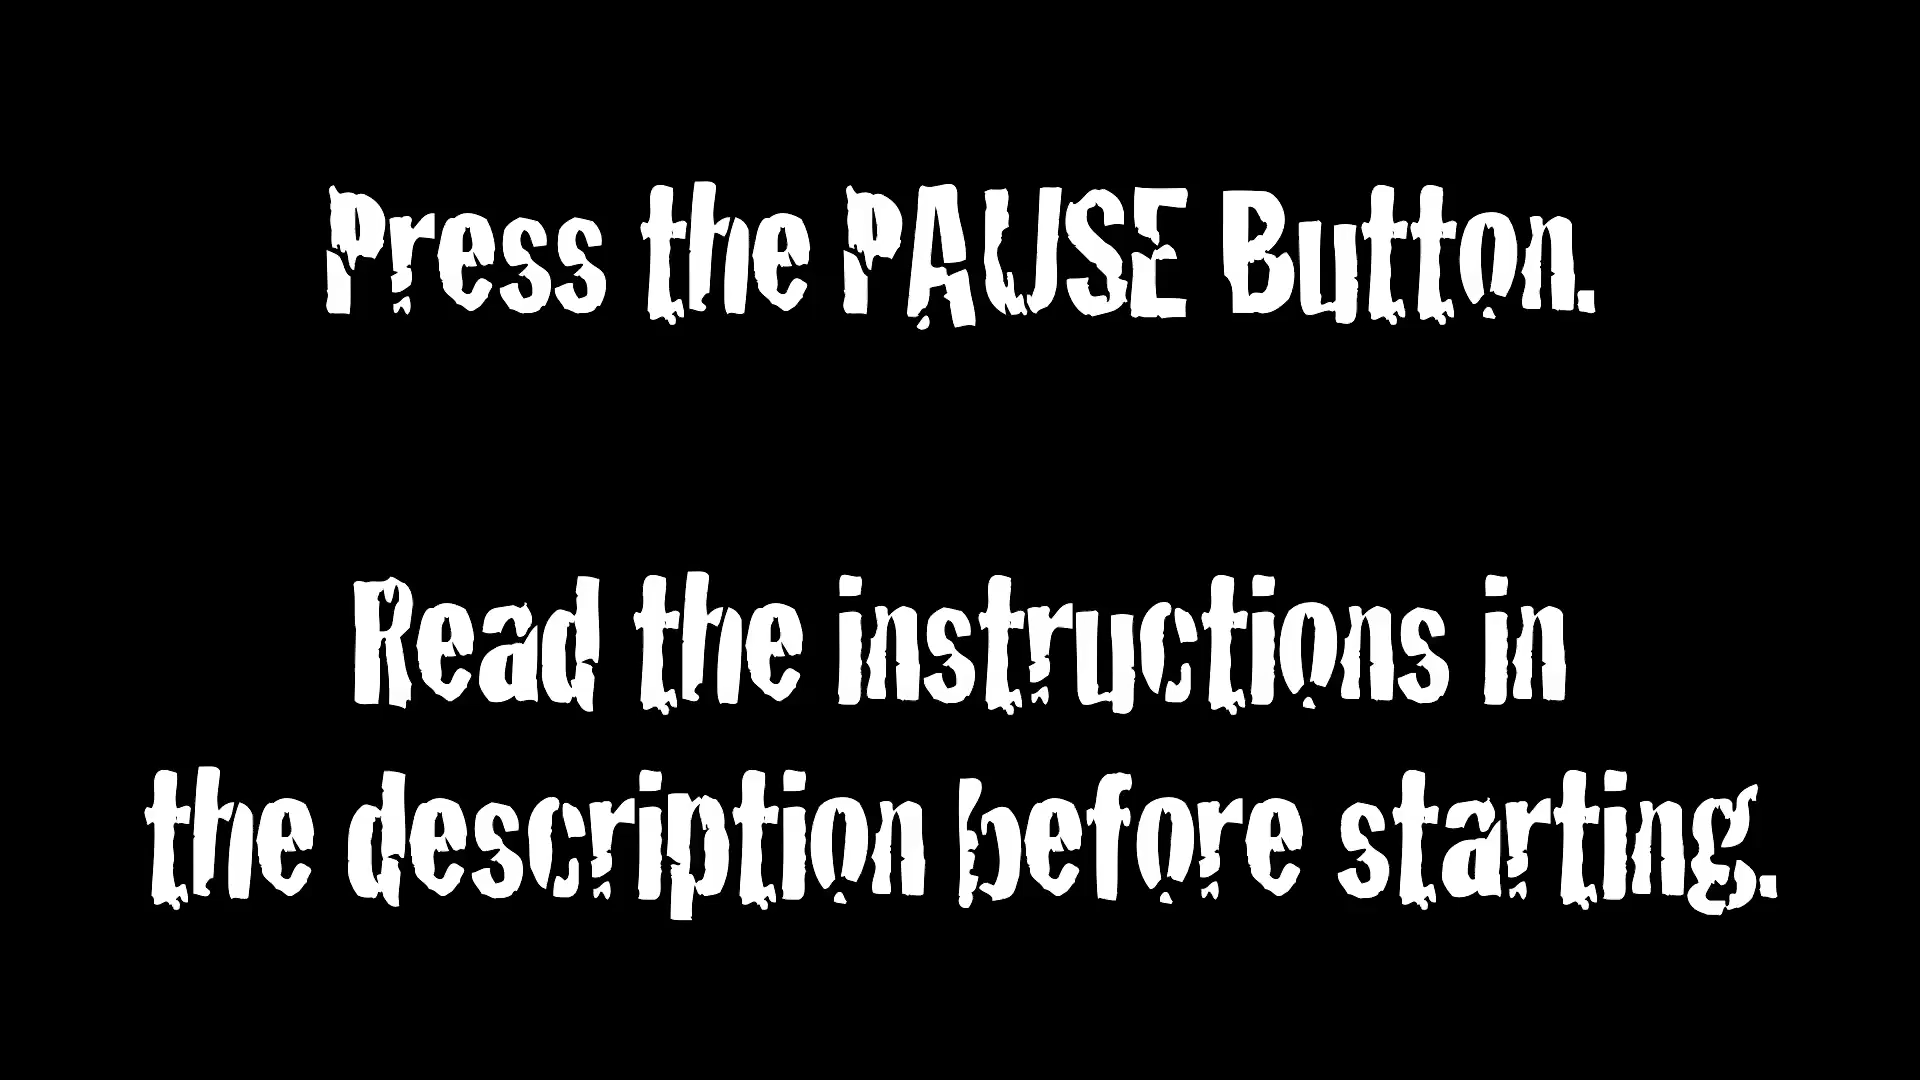 Press the PAUSE Button.
Read the instructions in
the description before starting.